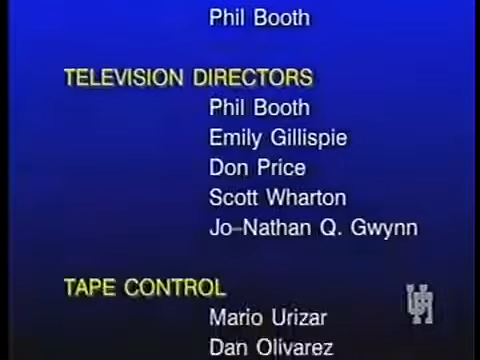 Phil Booth
TELEVISION DIRECTORS
Phil Booth
Emily Gillispie
Don Price
Scott Wharton
Jo-Nathan Q. Gwynn
TAPE CONTROL
UH
Mario Urizar
Dan Olivarez